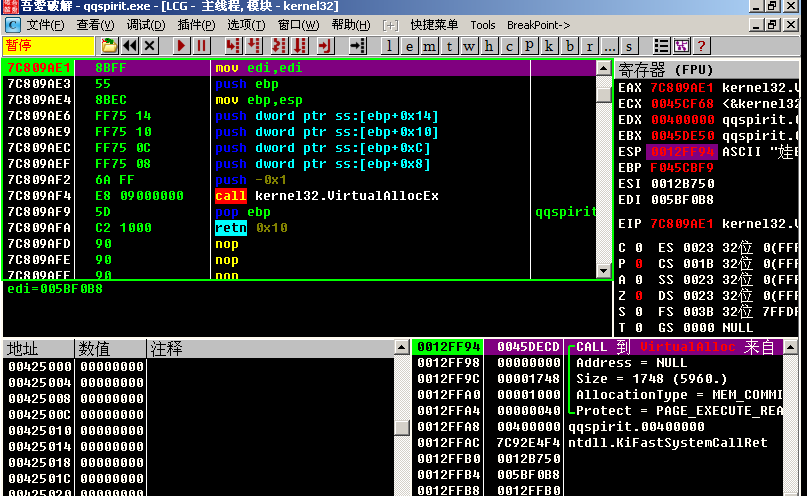 吾爱破解 - qqspirit.exe - [LCG - 主线程, 模块 - kernel32]
文件(F) 查看(V) 调试(D) 插件(P) 选项(T) 窗口(W) 帮助(H) [+] 快捷菜单 Tools BreakPoint->
暂停 l e m t w h c p k b r ... s ?
7C809AE1 8BFF mov edi,edi
7C809AE3 55 push ebp
7C809AE4 8BEC mov ebp,esp
7C809AE6 FF75 14 push dword ptr ss:[ebp+0x14]
7C809AE9 FF75 10 push dword ptr ss:[ebp+0x10]
7C809AEC FF75 0C push dword ptr ss:[ebp+0xC]
7C809AEF FF75 08 push dword ptr ss:[ebp+0x8]
7C809AF2 6A FF push -0x1
7C809AF4 E8 09000000 call kernel32.VirtualAllocEx
7C809AF9 5D pop ebp qqspirit
7C809AFA C2 1000 retn 0x10
7C809AFD 90 nop
7C809AFE 90 nop
7C809AFF 90 nop
edi=005BF0B8
寄存器 (FPU)
EAX 7C809AE1 kernel32.V
ECX 0045CF68 <&kernel32
EDX 00400000 qqspirit.0
EBX 0045DE50 qqspirit.0
ESP 0012FF94 ASCII "娃E
EBP F045CBF9
ESI 0012B750
EDI 005BF0B8
EIP 7C809AE1 kernel32.V
C 0 ES 0023 32位 0(FFF
P 0 CS 001B 32位 0(FFF
A 0 SS 0023 32位 0(FFF
Z 0 DS 0023 32位 0(FFF
S 0 FS 003B 32位 7FFDF
T 0 GS 0000 NULL
地址 数值 注释
00425000 00000000
00425004 00000000
00425008 00000000
0042500C 00000000
00425010 00000000
00425014 00000000
00425018 00000000
0042501C 00000000
00425020 00000000
0012FF94 0045DECD CALL 到 VirtualAlloc 来自
0012FF98 00000000 Address = NULL
0012FF9C 00001748 Size = 1748 (5960.)
0012FFA0 00001000 AllocationType = MEM_COMMI
0012FFA4 00000040 Protect = PAGE_EXECUTE_REA
0012FFA8 00400000 qqspirit.00400000
0012FFAC 7C92E4F4 ntdll.KiFastSystemCallRet
0012FFB0 0012B750
0012FFB4 005BF0B8
0012FFB8 0012FFB0